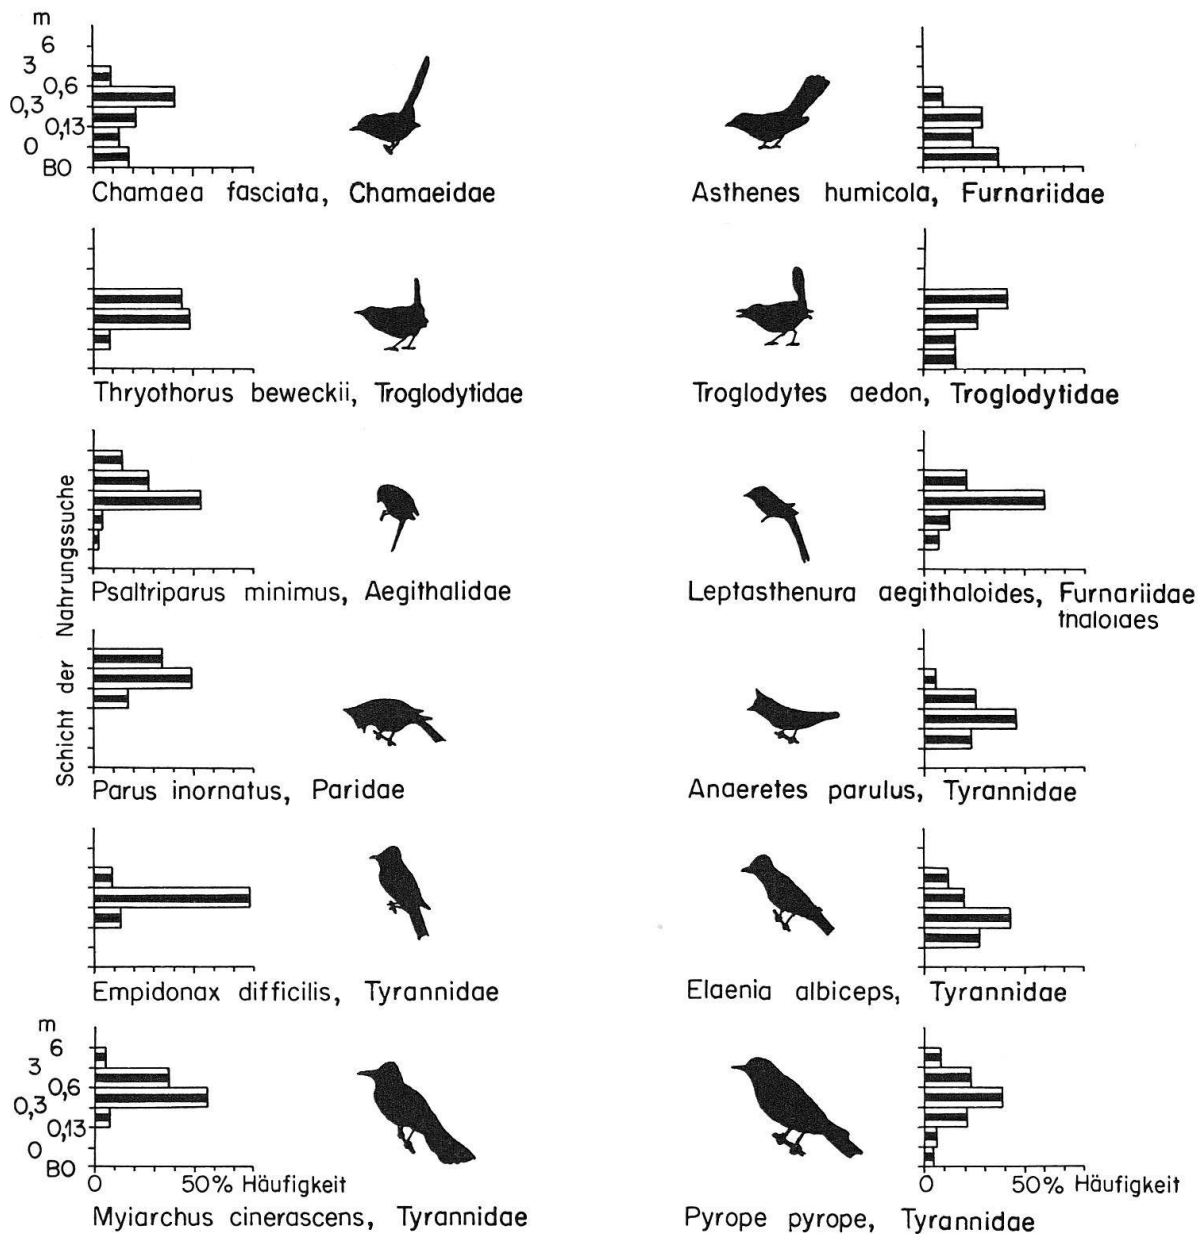 m
6
3
0,6
0,3
0,13
0
BO
Chamaea fasciata, Chamaeidae
Asthenes humicola, Furnariidae
Thryothorus beweckii, Troglodytidae
Troglodytes aedon, Troglodytidae
Schicht der Nahrungssuche
Psaltriparus minimus, Aegithalidae
Leptasthenura aegithaloides, Furnariidae
thaloides
Parus inornatus, Paridae
Anaeretes parulus, Tyrannidae
Empidonax difficilis, Tyrannidae
Elaenia albiceps, Tyrannidae
m
6
3
0,6
0,3
0,13
0
BO
0 50% Häufigkeit
0 50% Häufigkeit
Myiarchus cinerascens, Tyrannidae
Pyrope pyrope, Tyrannidae